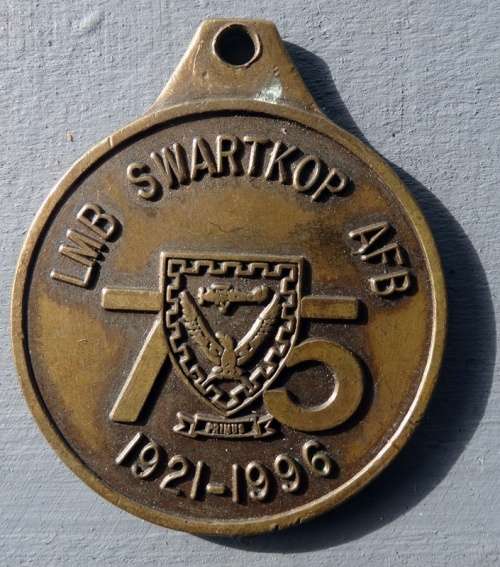 LMB SWARTKOP AFB
75
PRIMUS
1921-1996